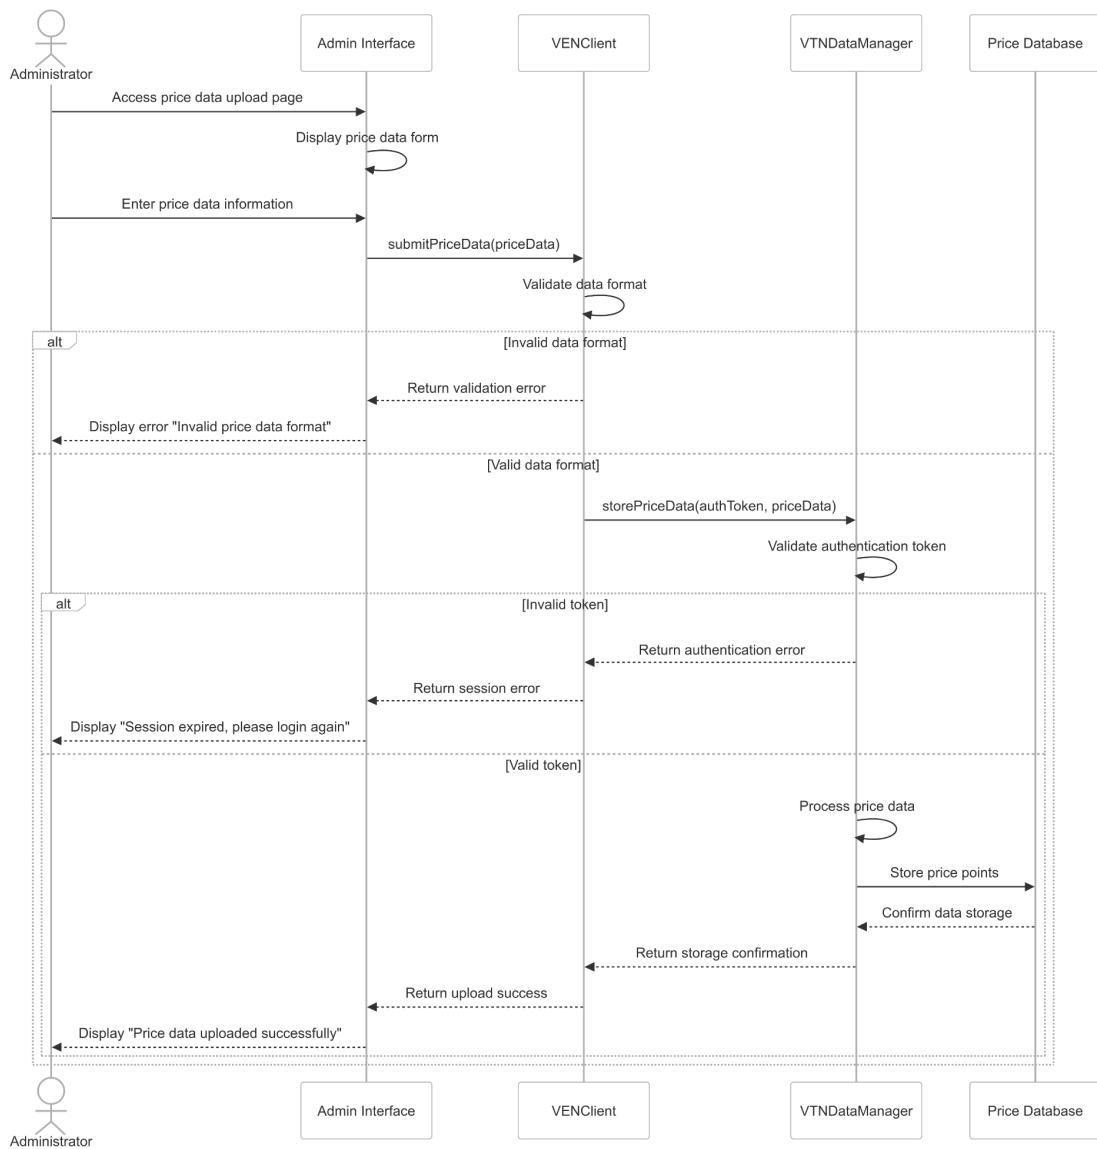 Administrator
Admin Interface
VENClient
VTNDataManager
Price Database
Access price data upload page
Display price data form
Enter price data information
submitPriceData(priceData)
Validate data format
alt
[Invalid data format]
Return validation error
Display error "Invalid price data format"
[Valid data format]
storePriceData(authToken, priceData)
Validate authentication token
alt
[Invalid token]
Return authentication error
Return session error
Display "Session expired, please login again"
[Valid token]
Process price data
Store price points
Confirm data storage
Return storage confirmation
Return upload success
Display "Price data uploaded successfully"
Administrator
Admin Interface
VENClient
VTNDataManager
Price Database